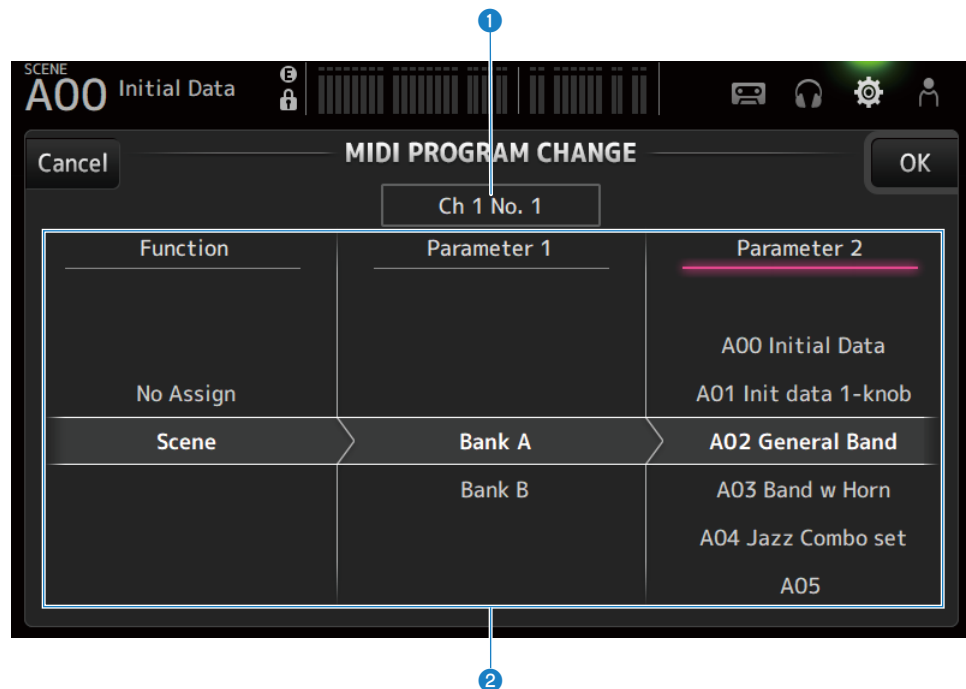 1
SCENE
A00 Initial Data
E
Cancel
MIDI PROGRAM CHANGE
OK
Ch 1 No. 1
Function Parameter 1 Parameter 2
A00 Initial Data
No Assign A01 Init data 1-knob
Scene Bank A A02 General Band
Bank B A03 Band w Horn
A04 Jazz Combo set
A05
2